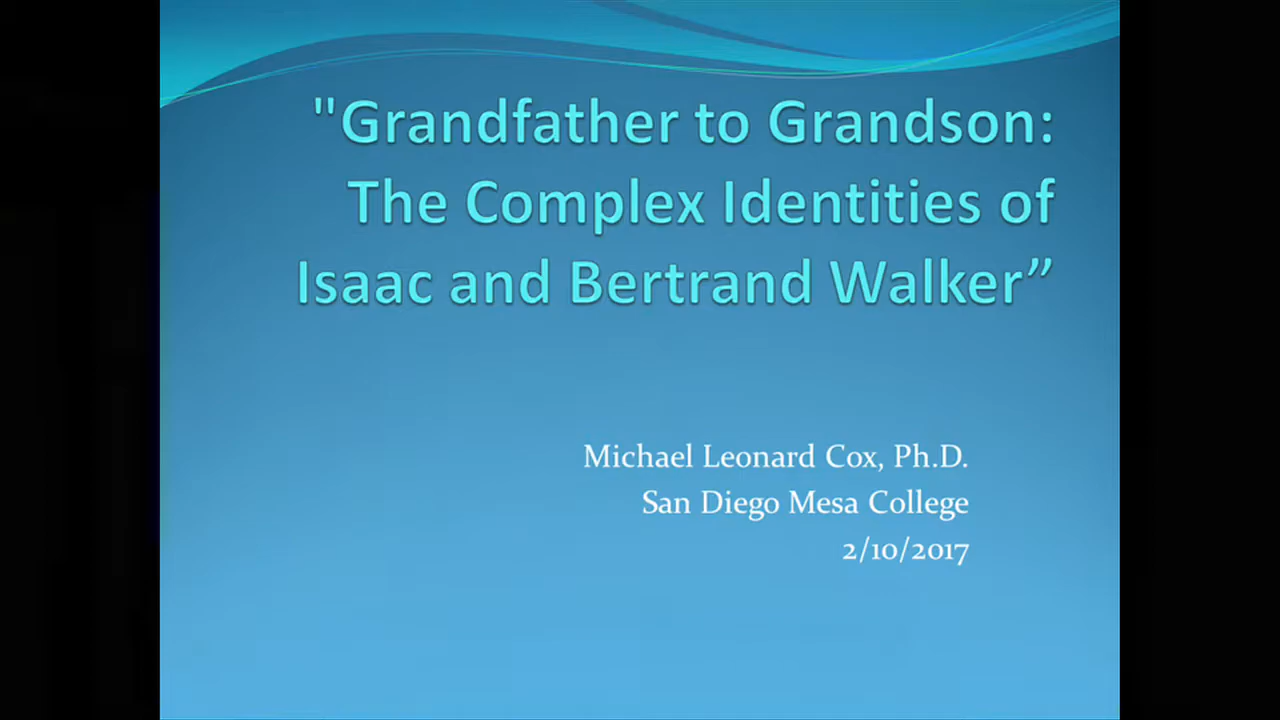 "Grandfather to Grandson:
The Complex Identities of
Isaac and Bertrand Walker”
Michael Leonard Cox, Ph.D.
San Diego Mesa College
2/10/2017